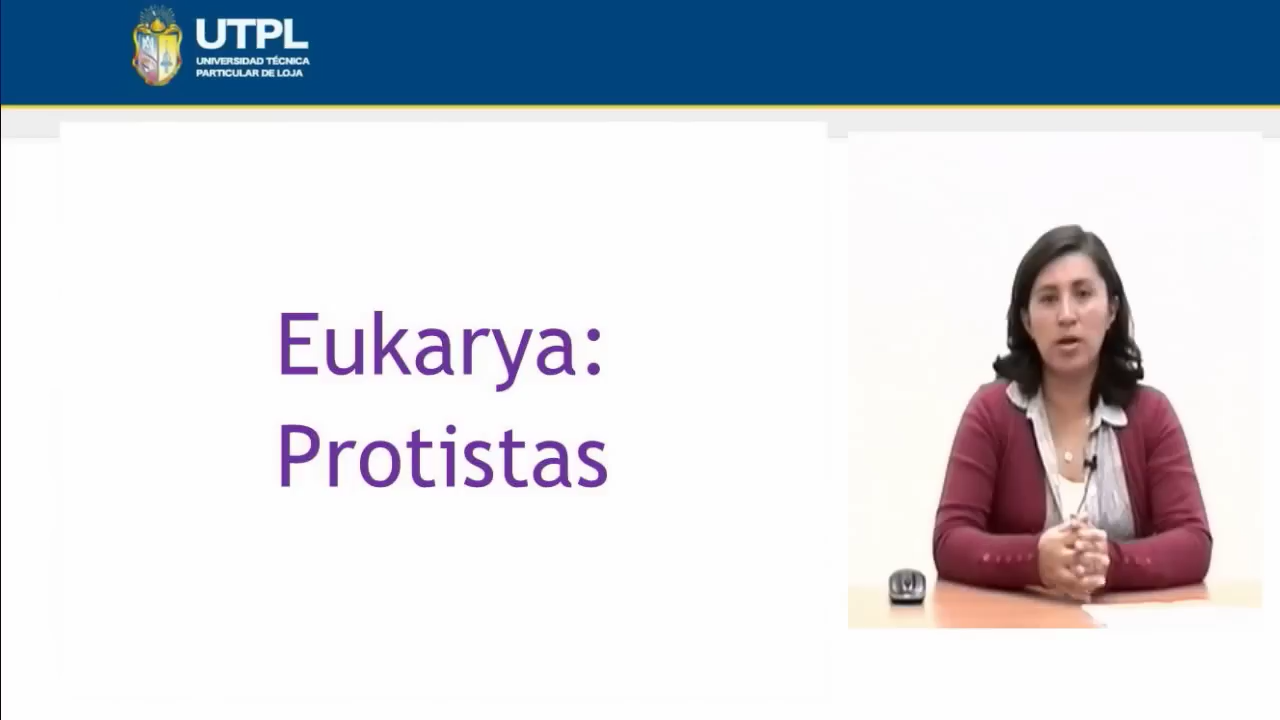 UTPL
UNIVERSIDAD TÉCNICA
PARTICULAR DE LOJA
Eukarya:
Protistas